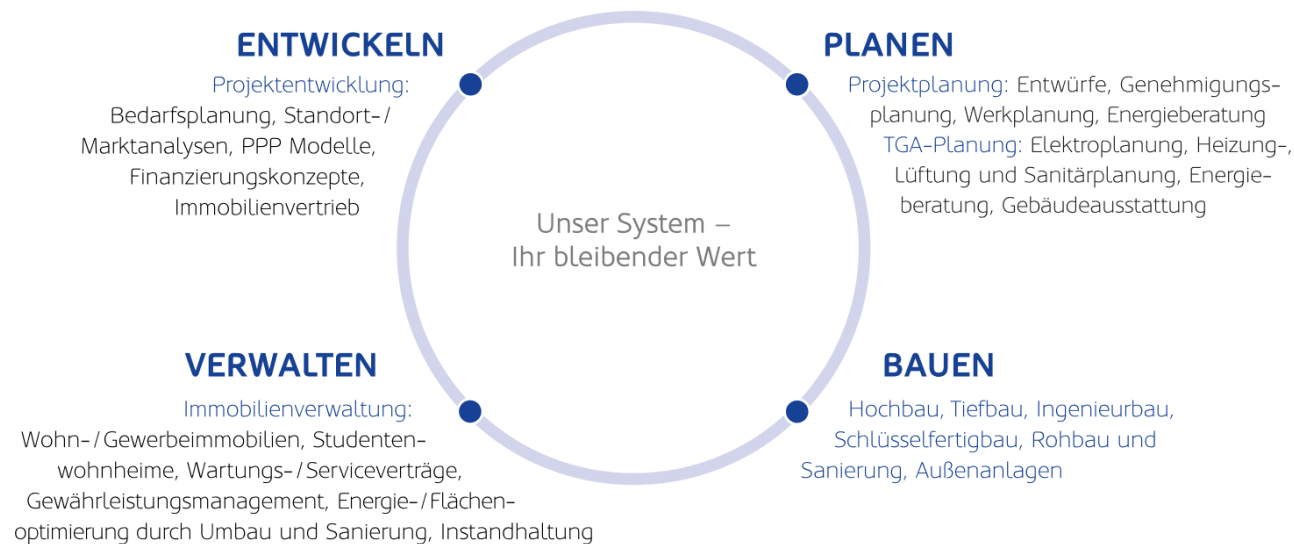 ENTWICKELN
Projektentwicklung:
Bedarfsplanung, Standort-/
Marktanalysen, PPP Modelle,
Finanzierungskonzepte,
Immobilienvertrieb
PLANEN
Projektplanung: Entwürfe, Genehmigungs-
planung, Werkplanung, Energieberatung
TGA-Planung: Elektroplanung, Heizung-,
Lüftung und Sanitärplanung, Energie-
beratung, Gebäudeausstattung
Unser System –
Ihr bleibender Wert
VERWALTEN
Immobilienverwaltung:
Wohn-/Gewerbeimmobilien, Studenten-
wohnheime, Wartungs-/Serviceverträge,
Gewährleistungsmanagement, Energie-/Flächen-
optimierung durch Umbau und Sanierung, Instandhaltung
BAUEN
Hochbau, Tiefbau, Ingenieurbau,
Schlüsselfertigbau, Rohbau und
Sanierung, Außenanlagen